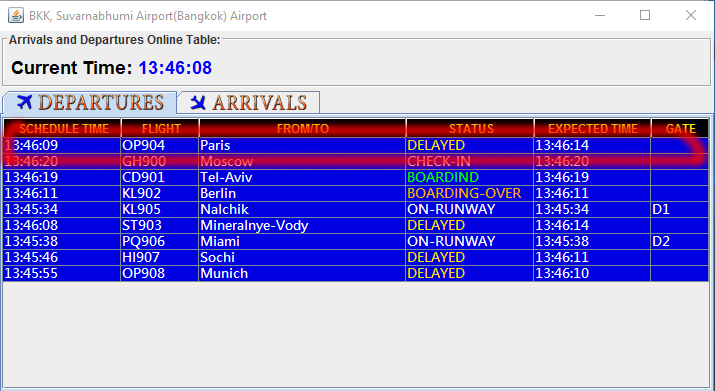 BKK, Suvarnabhumi Airport(Bangkok) Airport
Arrivals and Departures Online Table:
Current Time: 13:46:08
DEPARTURES ARRIVALS
SCHEDULE TIME FLIGHT FROM/TO STATUS EXPECTED TIME GATE
13:46:09 OP904 Paris DELAYED 13:46:14
13:46:20 GH900 Moscow CHECK-IN 13:46:20
13:46:19 CD901 Tel-Aviv BOARDIND 13:46:19
13:46:11 KL902 Berlin BOARDING-OVER 13:46:11
13:45:34 KL905 Nalchik ON-RUNWAY 13:45:34 D1
13:46:08 ST903 Mineralnye-Vody DELAYED 13:46:14
13:45:38 PQ906 Miami ON-RUNWAY 13:45:38 D2
13:45:46 HI907 Sochi DELAYED 13:46:11
13:45:55 OP908 Munich DELAYED 13:46:10